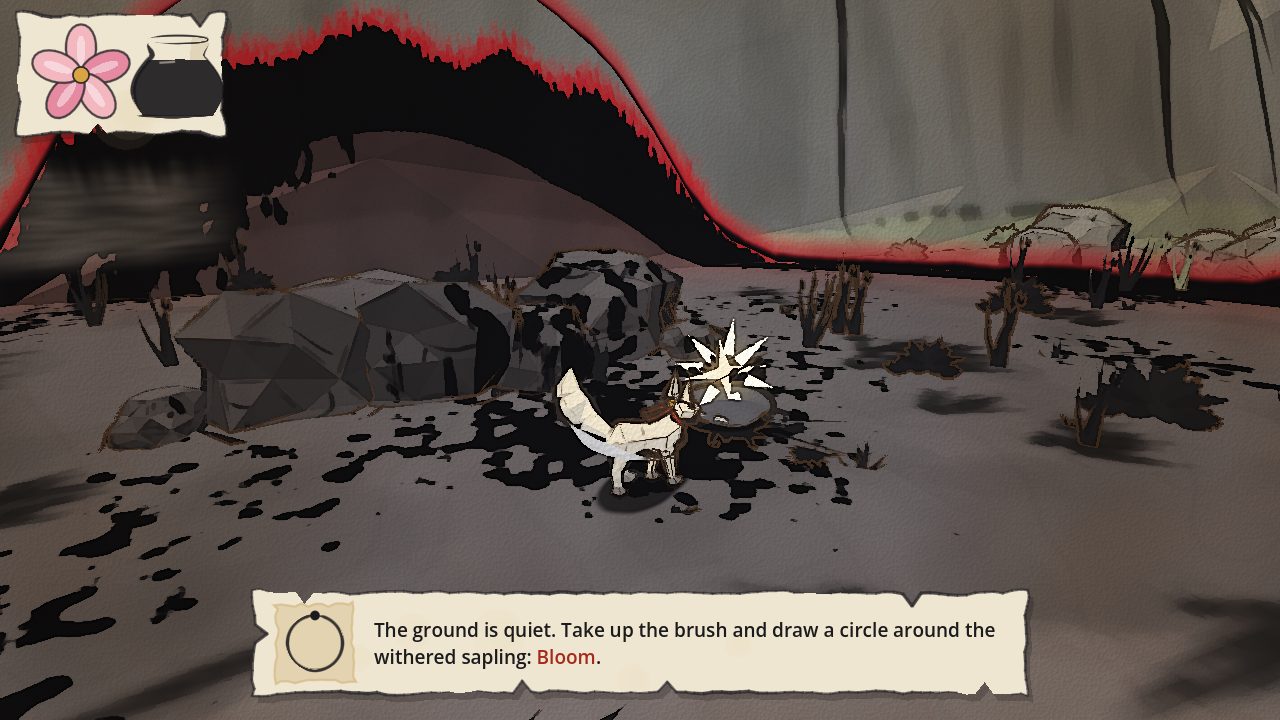 The ground is quiet. Take up the brush and draw a circle around the
withered sapling: Bloom.